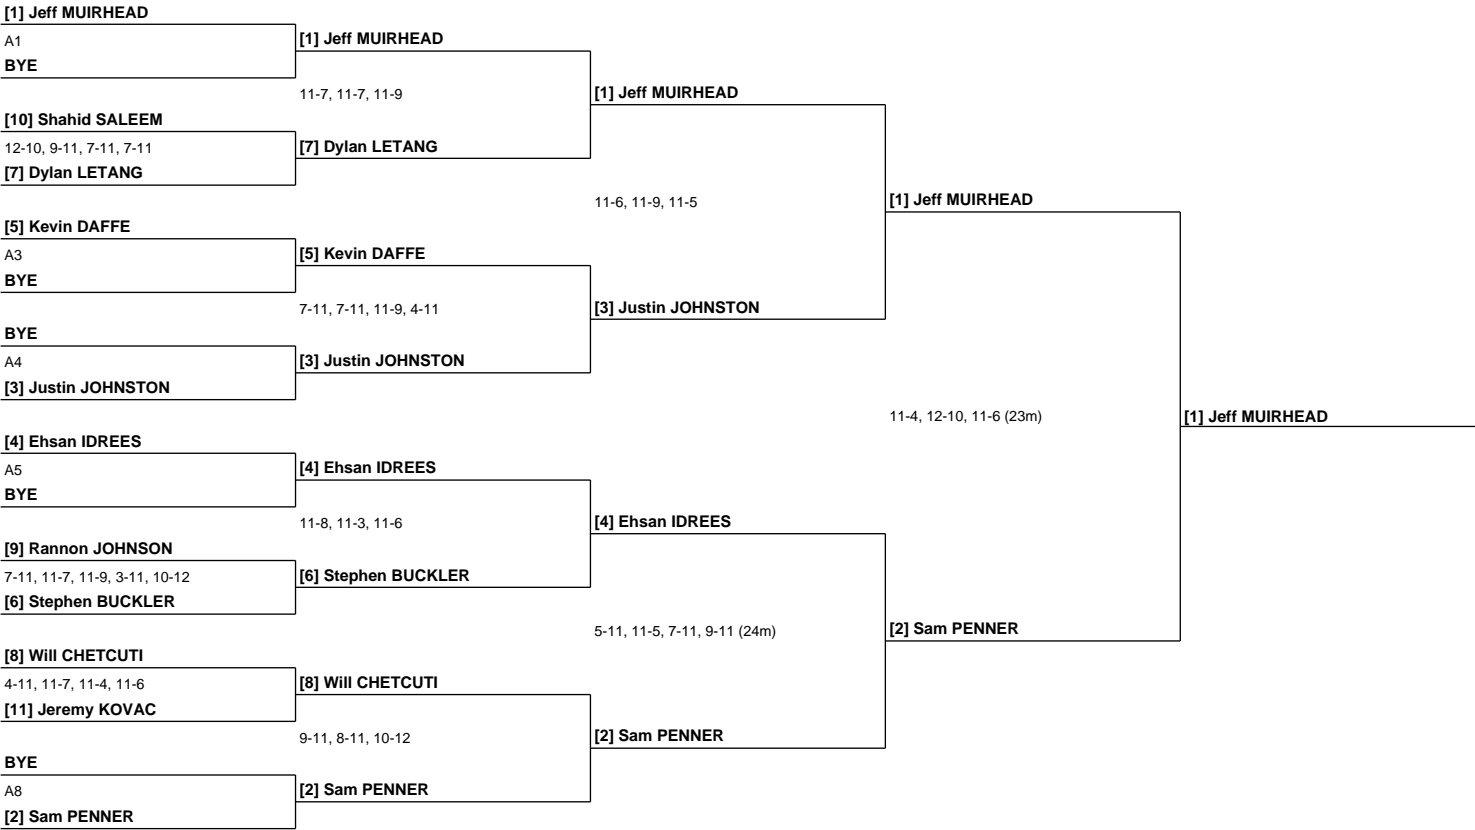 [1] Jeff MUIRHEAD
A1
BYE
[10] Shahid SALEEM
12-10, 9-11, 7-11, 7-11
[7] Dylan LETANG
[5] Kevin DAFFE
A3
BYE
BYE
A4
[3] Justin JOHNSTON
[4] Ehsan IDREES
A5
BYE
[9] Rannon JOHNSON
7-11, 11-7, 11-9, 3-11, 10-12
[6] Stephen BUCKLER
[8] Will CHETCUTI
4-11, 11-7, 11-4, 11-6
[11] Jeremy KOVAC
BYE
A8
[2] Sam PENNER
[1] Jeff MUIRHEAD
11-7, 11-7, 11-9
[7] Dylan LETANG
[5] Kevin DAFFE
7-11, 7-11, 11-9, 4-11
[3] Justin JOHNSTON
[4] Ehsan IDREES
11-8, 11-3, 11-6
[6] Stephen BUCKLER
[8] Will CHETCUTI
9-11, 8-11, 10-12
[2] Sam PENNER
[1] Jeff MUIRHEAD
11-6, 11-9, 11-5
[3] Justin JOHNSTON
[4] Ehsan IDREES
5-11, 11-5, 7-11, 9-11 (24m)
[2] Sam PENNER
[1] Jeff MUIRHEAD
11-4, 12-10, 11-6 (23m)
[2] Sam PENNER
[1] Jeff MUIRHEAD